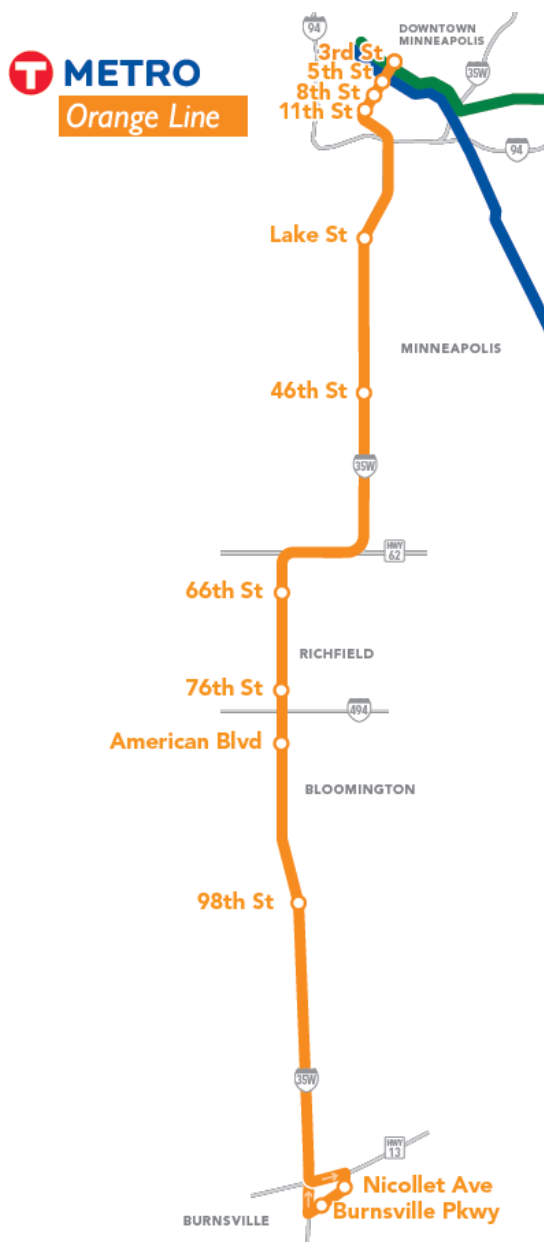 94
DOWNTOWN
MINNEAPOLIS
3rd St
T METRO
5th St
35W
8th St
Orange Line
11th St
94
Lake St
MINNEAPOLIS
46th St
35W
HWY
62
66th St
RICHFIELD
76th St
494
American Blvd
BLOOMINGTON
98th St
35W
HWY
13
Nicollet Ave
Burnsville Pkwy
BURNSVILLE